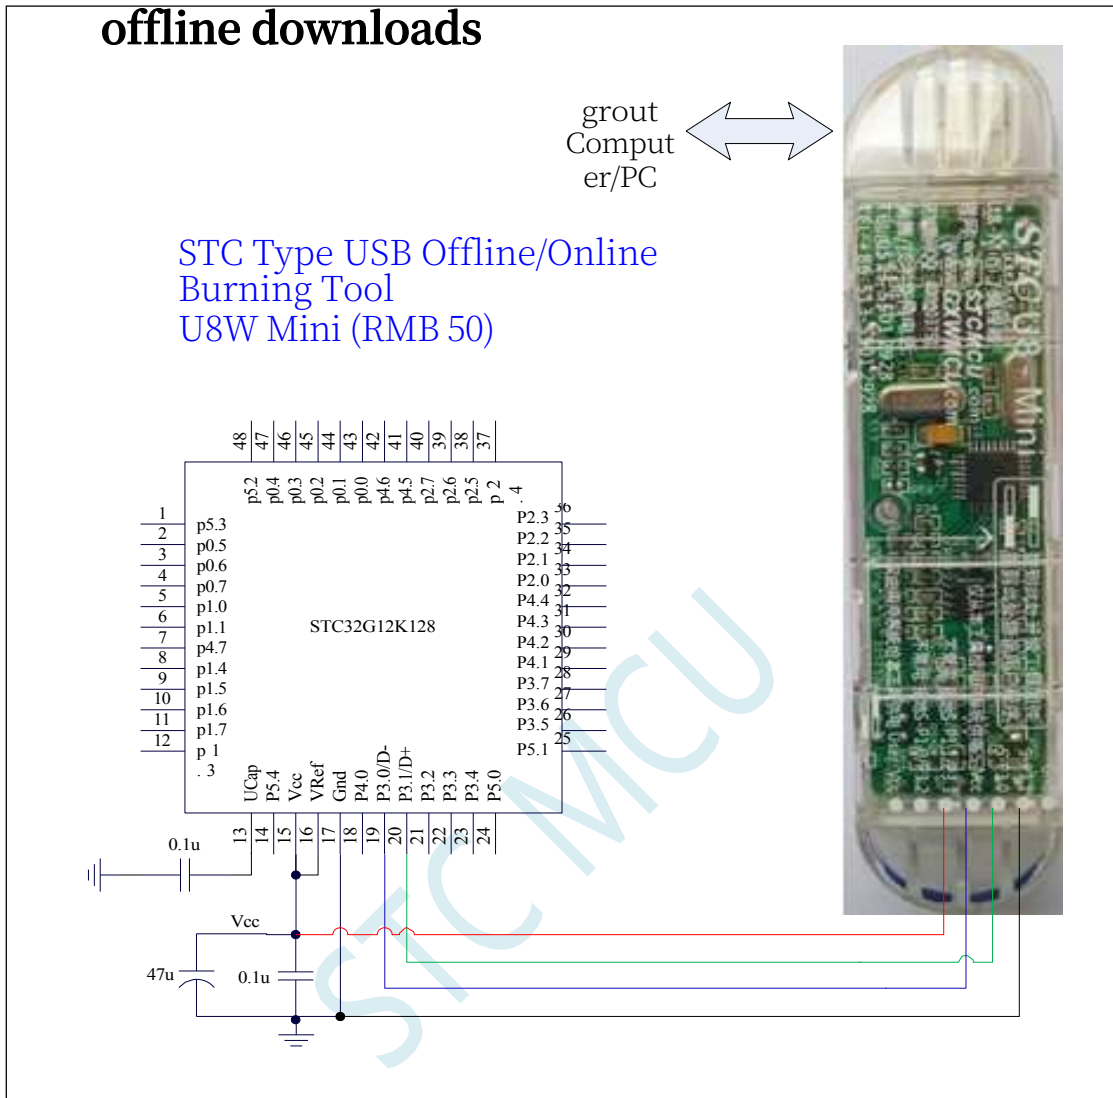 offline downloads
grout
Comput
er/PC
STC Type USB Offline/Online
Burning Tool
U8W Mini (RMB 50)
48 47 46 45 44 43 42 41 40 39 38 37
p5.2 p0.4 p0.3 p0.2 p0.1 p0.0 p4.6 p4.5 p2.7 p2.6 p2.5 p 2
. 4
1 p5.3
2 p0.5
3 p0.6
4 p0.7
5 p1.0
6 p1.1
7 p4.7
8 p1.4
9 p1.5
10 p1.6
11 p1.7
12 p 1
. 3
STC32G12K128
P2.3 36
P2.2 35
P2.1 34
P2.0 33
P4.4 32
P4.3 31
P4.2 30
P4.1 29
P3.7 28
P3.6 27
P3.5 26
P5.1 25
UCap P5.4 Vcc VRef Gnd P4.0 P3.0/D- P3.1/D+ P3.2 P3.3 P3.4 P5.0
13 14 15 16 17 18 19 20 21 22 23 24
0.1u
Vcc
47u
0.1u
STC MCU
STC-U8-Mini
STCMCU.com